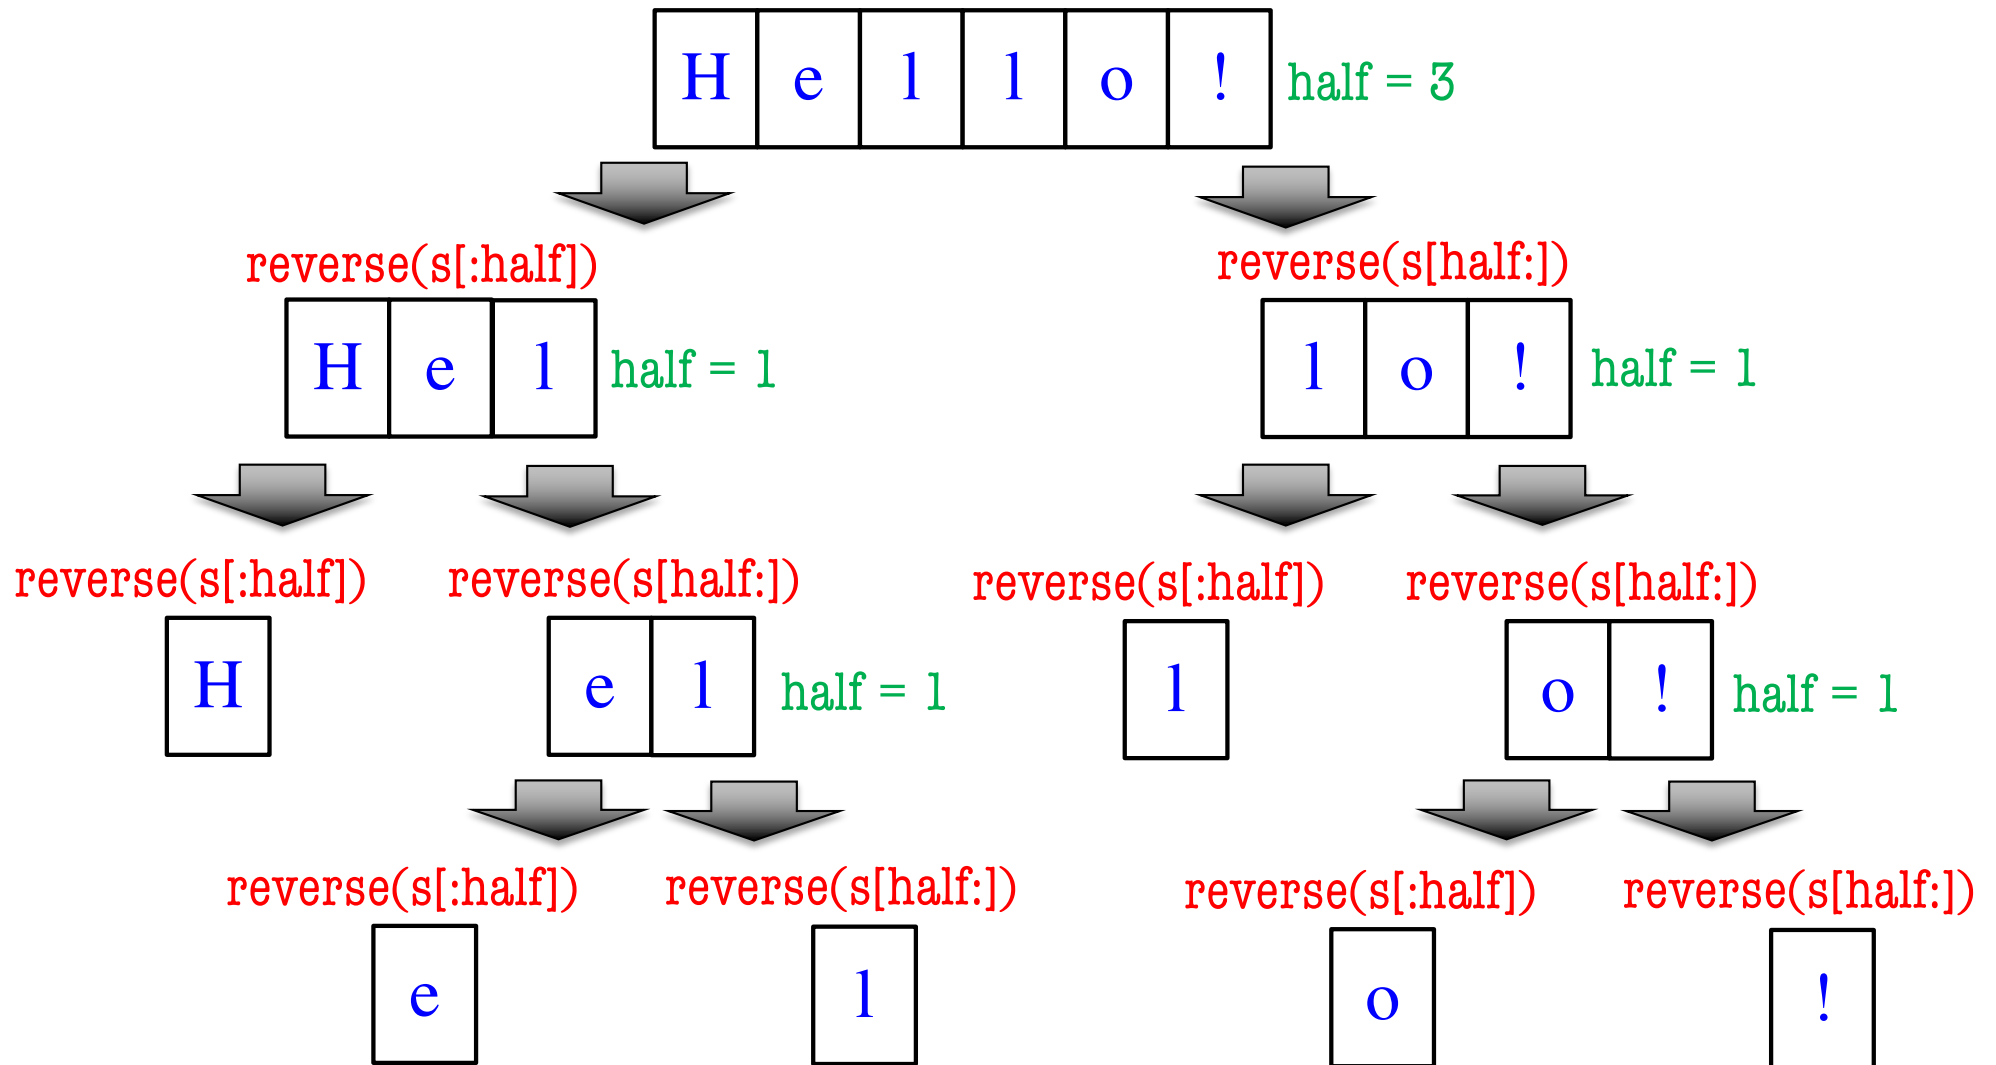 H e l l o ! half = 3
reverse(s[:half]) reverse(s[half:])
H e l half = 1 l o ! half = 1
reverse(s[:half]) reverse(s[half:]) reverse(s[:half]) reverse(s[half:])
H e l half = 1 l o ! half = 1
reverse(s[:half]) reverse(s[half:]) reverse(s[:half]) reverse(s[half:])
e l o !